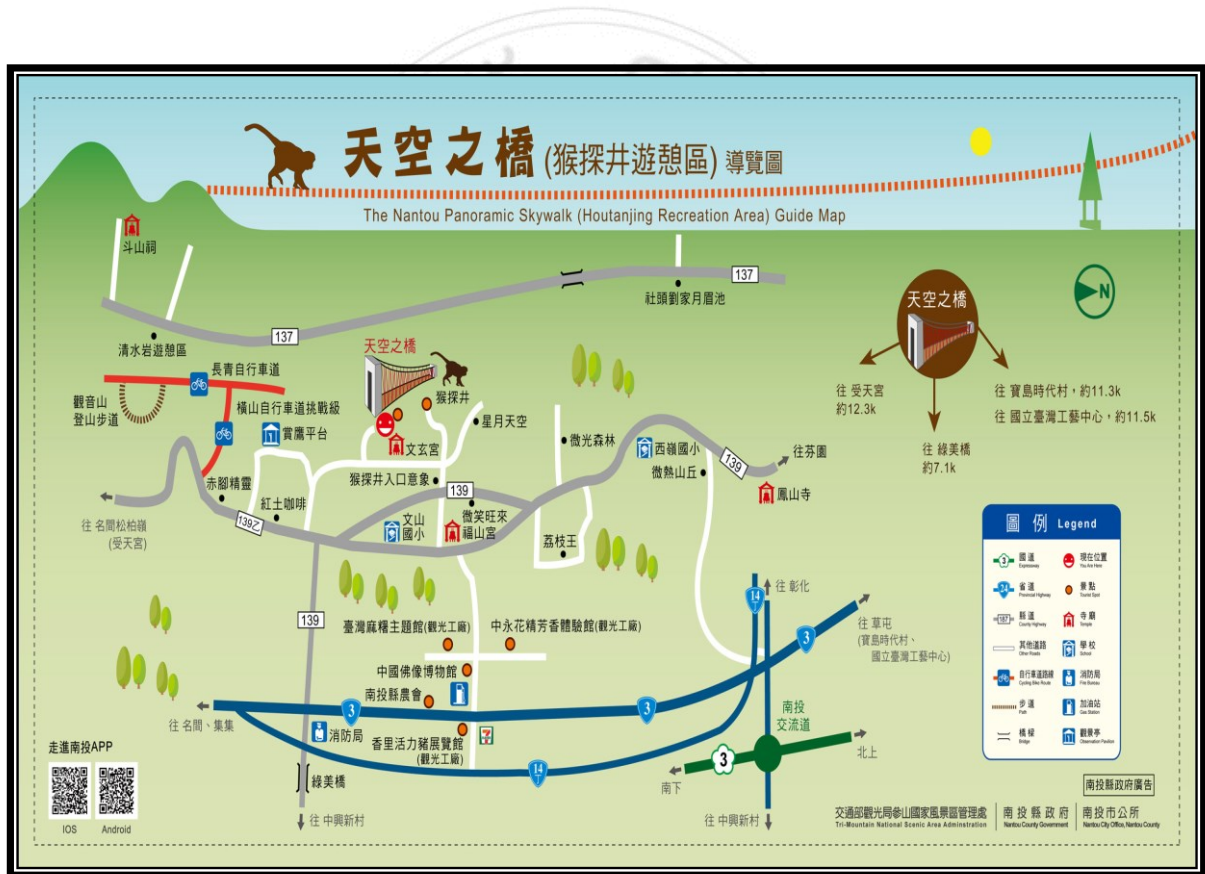 天空之橋(猴探井遊憩區)導覽圖
The Nantou Panoramic Skywalk (Houtanjing Recreation Area) Guide Map
斗山祠
137
社頭劉家月眉池
N
清水岩遊憩區
137
天空之橋
長青自行車道
觀音山
登山步道
橫山自行車道挑戰級
賞鷹平台
天空之橋
猴探井
文玄宮
星月天空
猴探井入口意象
微光森林
西嶺國小
微熱山丘
139
往芬園
鳳山寺
往 受天宮
約12.3k
往 寶島時代村,約11.3k
往 國立臺灣工藝中心,約11.5k
往 綠美橋
約7.1k
赤腳精靈
紅土咖啡
139乙
往 名間松柏嶺
(受天宮)
139
文山
國小
微笑旺來
福山宮
荔枝王
139
臺灣麻糬主題館(觀光工廠)
中永花精芳香體驗館(觀光工廠)
中國佛像博物館
南投縣農會
往 名間、集集
3
3
3
14丁
往 彰化
往 草屯
(寶島時代村、
國立臺灣工藝中心)
消防局
香里活力豬展覽館
(觀光工廠)
7
14丁
南投
交流道
3
北上
南下
綠美橋
往 中興新村
往 中興新村
走進南投APP
IOS
Android
圖例 Legend
3 國道 Expressway
現在位置 You Are Here
24 省道 Provincial Highway
景點 Tourist Spot
187 縣道 County Highway
寺廟 Temple
其他道路 Other Roads
學校 School
自行車道路線 Cycling Bike Route
消防局 Fire Bureau
步道 Path
加油站 Gas Station
橋樑 Bridge
觀景亭 Observation Pavilion
南投縣政府廣告
交通部觀光局參山國家風景區管理處
Tri-Mountain National Scenic Area Adminstration
南投縣政府
Nantou County Government
南投市公所
Nantou City Office, Nantou County